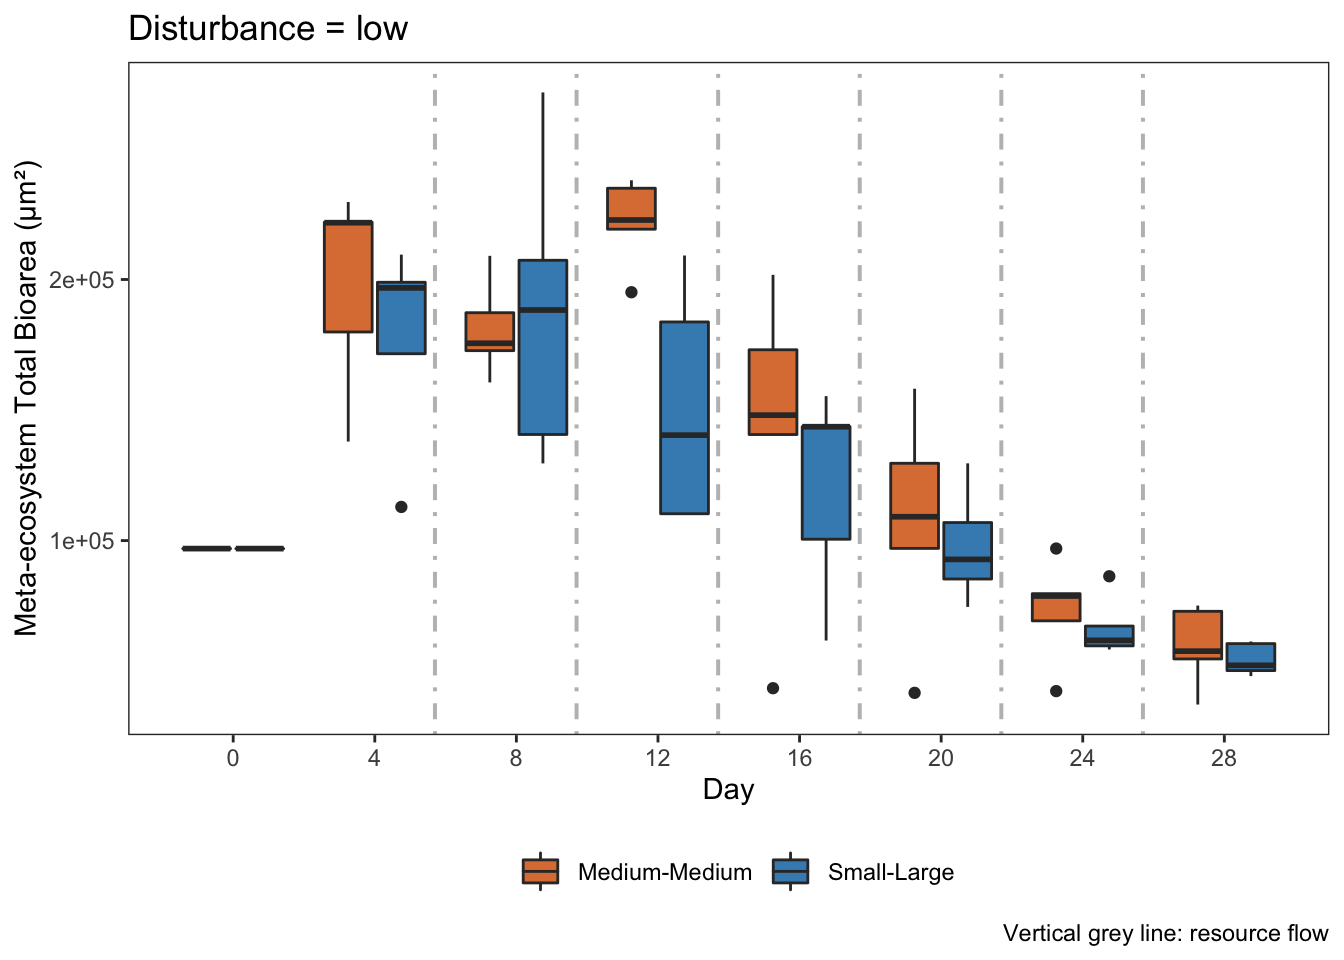 Disturbance = low
Meta-ecosystem Total Bioarea (µm²)
2e+05
1e+05
0 4 8 12 16 20 24 28
Day
Medium-Medium Small-Large
Vertical grey line: resource flow